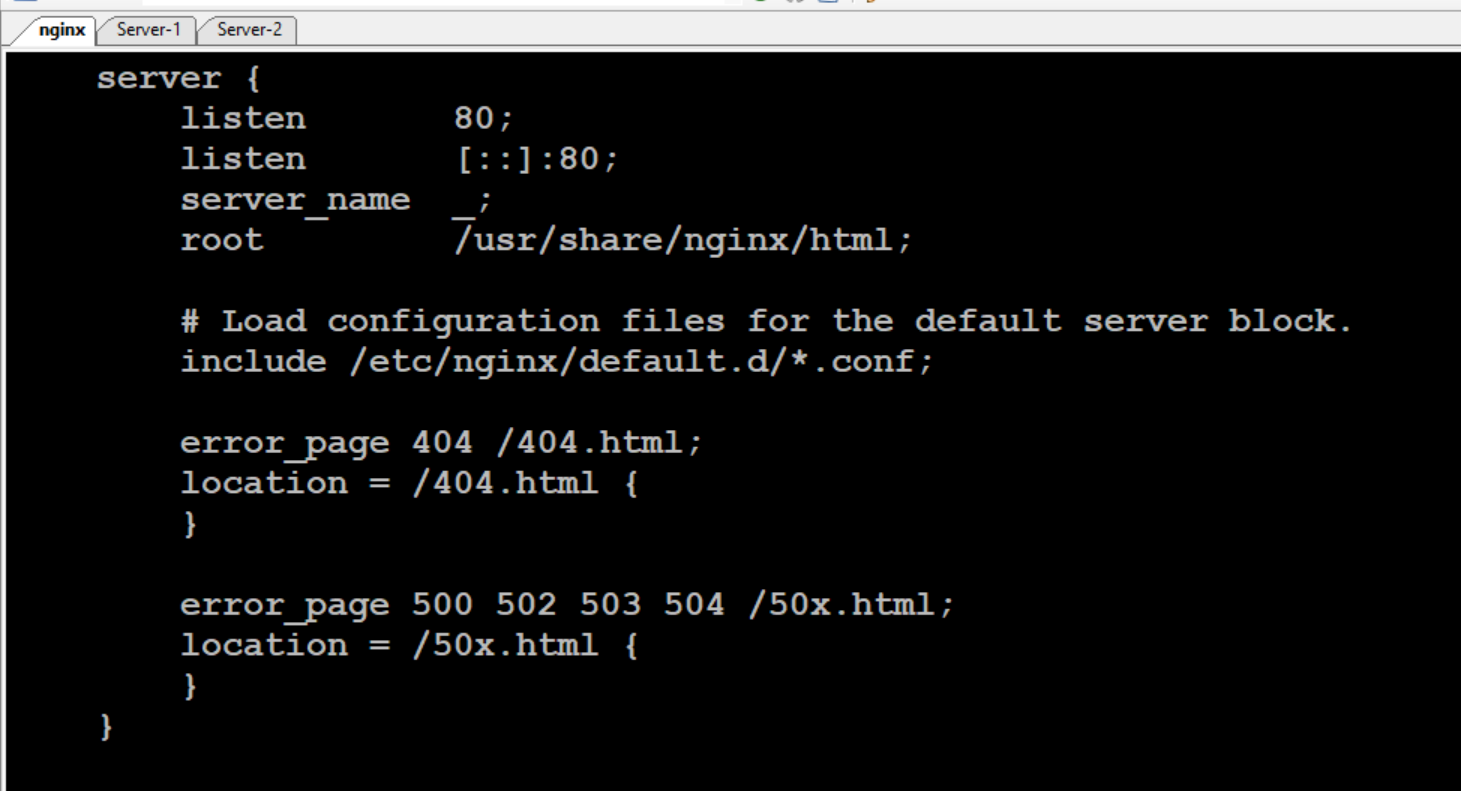 nginx Server-1 Server-2
server {
listen 80;
listen [::]:80;
server_name _;
root /usr/share/nginx/html;
# Load configuration files for the default server block.
include /etc/nginx/default.d/*.conf;
error_page 404 /404.html;
location = /404.html {
}
error_page 500 502 503 504 /50x.html;
location = /50x.html {
}
}